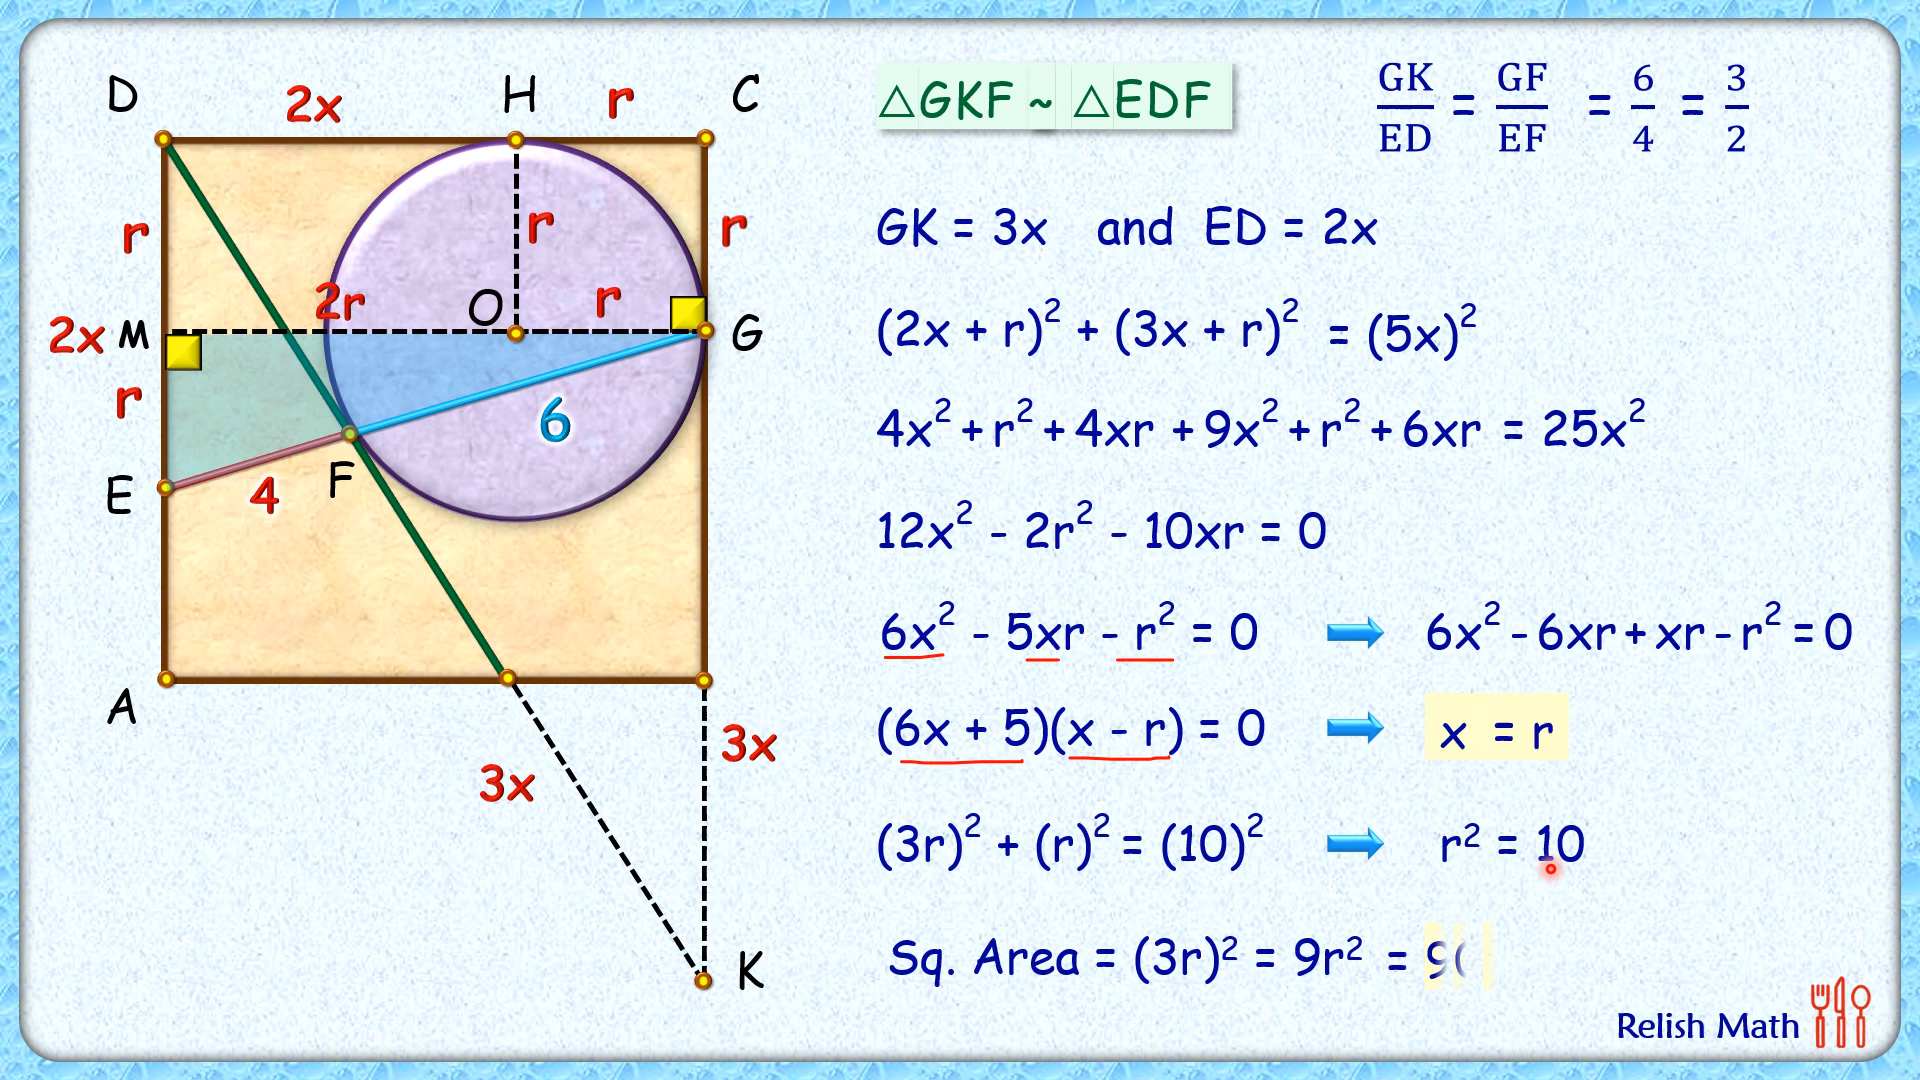 D 2x H r C
r r r
2r O r
2x M G
r
6
E 4 F
A
3x 3x
K
△GKF ~ △EDF
GK/ED = GF/EF = 6/4 = 3/2
GK = 3x and ED = 2x
(2x + r)² + (3x + r)² = (5x)²
4x² + r² + 4xr + 9x² + r² + 6xr = 25x²
12x² - 2r² - 10xr = 0
6x² - 5xr - r² = 0 ➡ 6x² - 6xr + xr - r² = 0
(6x + 5)(x - r) = 0 ➡ x = r
(3r)² + (r)² = (10)² ➡ r² = 10
Sq. Area = (3r)² = 9r² = 9
Relish Math